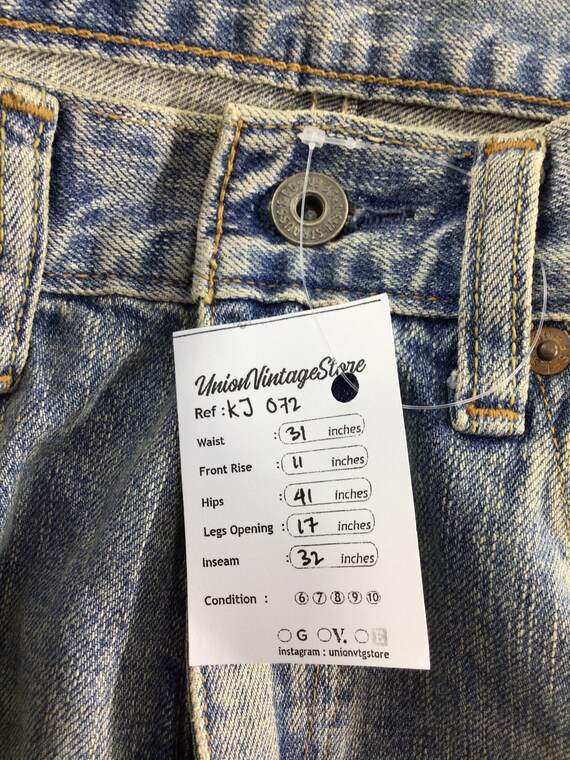 UnionVintageStore
Ref : KJ 072
Waist : 31 inches
Front Rise : 11 inches
Hips : 41 inches
Legs Opening : 17 inches
Inseam : 32 inches
Condition : 6 7 8 9 10
G V. E
instagram : unionvtgstore